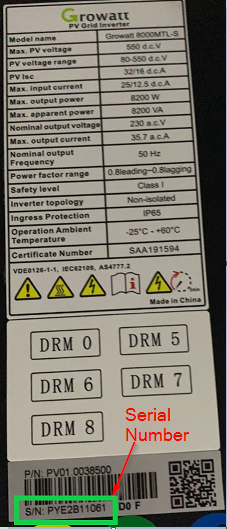 Growatt
PV Grid Inverter
Model name Growatt 8000MTL-S
Max. PV voltage 550 d.c.V
PV voltage range 80-550 d.c.V
PV Isc 32/16 d.c.A
Max. input current 25/12.5 d.c.A
Max. output power 8200 W
Max. apparent power 8200 VA
Nominal output voltage 230 a.c.V
Max. output current 35.7 a.c.A
Nominal output Frequency 50 Hz
Power factor range 0.8leading~0.8lagging
Safety level Class I
Inverter topology Non-isolated
Ingress Protection IP65
Operation Ambient Temperature -25°C - +60°C
Certificate Number SAA191594
VDE0126-1-1, IEC62109, AS4777.2
Made in China
DRM 0 DRM 5
DRM 6 DRM 7
DRM 8
Serial
Number
P/N: PV01 0038500
S/N: PYE2B11061